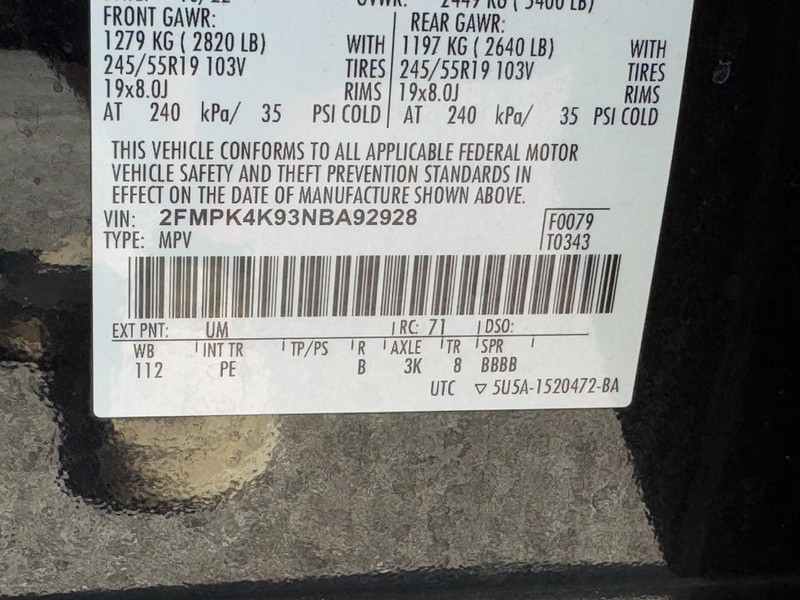 FRONT GAWR:
1279 KG ( 2820 LB) WITH
245/55R19 103V TIRES
19x8.0J RIMS
AT 240 kPa/ 35 PSI COLD
REAR GAWR:
1197 KG ( 2640 LB) WITH
245/55R19 103V TIRES
19x8.0J RIMS
AT 240 kPa/ 35 PSI COLD
THIS VEHICLE CONFORMS TO ALL APPLICABLE FEDERAL MOTOR
VEHICLE SAFETY AND THEFT PREVENTION STANDARDS IN
EFFECT ON THE DATE OF MANUFACTURE SHOWN ABOVE.
VIN: 2FMPK4K93NBA92928 F0079
TYPE: MPV T0343
EXT PNT: UM RC: 71 DSO:
WB INT TR TP/PS R AXLE TR SPR
112 PE B 3K 8 BBBB
UTC ▽ 5U5A-1520472-BA